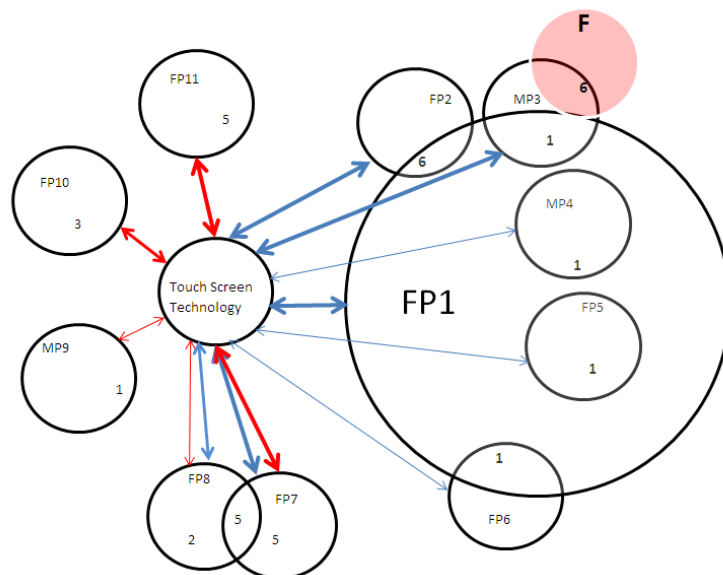 F
FP11
5
FP2
6
MP3
6
1
FP10
3
MP4
1
Touch Screen
Technology
FP1
FP5
1
MP9
1
1
FP6
FP8
2
5
FP7
5